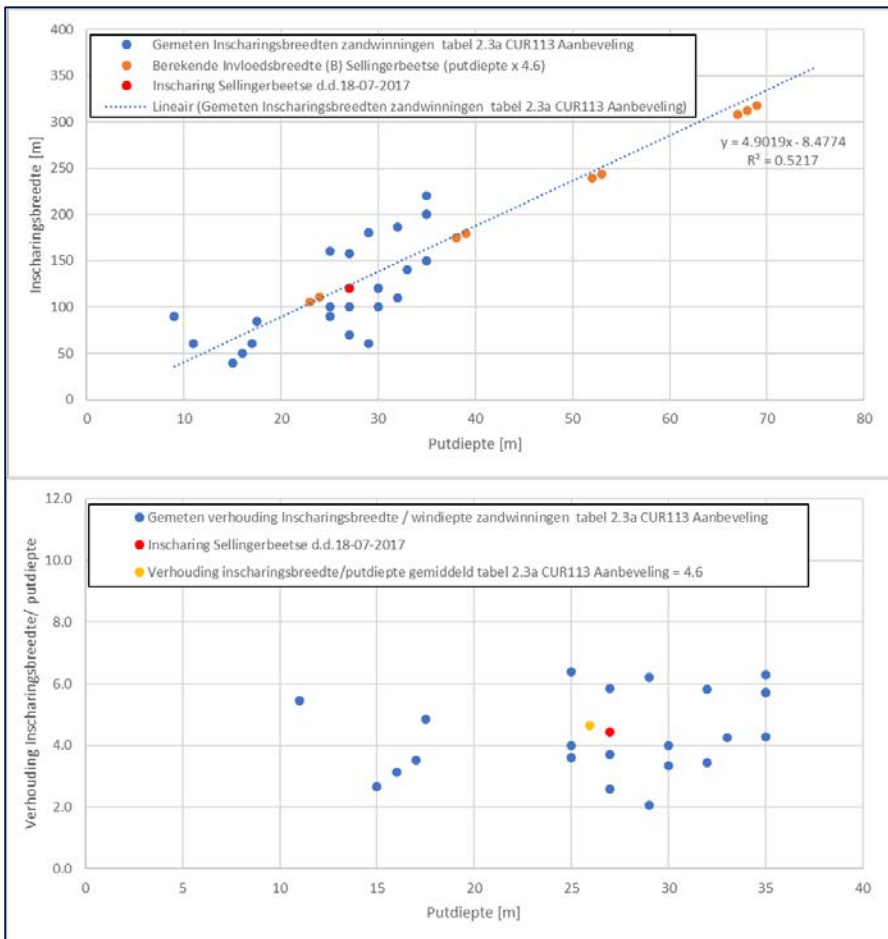 400
350
300
250
200
150
100
50
0
Inscharingsbreedte [m]
Gemeten Inscharingsbreedten zandwinningen tabel 2.3a CUR113 Aanbeveling
Berekende Invloedsbreedte (B) Sellingerbeetse (putdiepte x 4.6)
Inscharing Sellingerbeetse d.d.18-07-2017
Lineair (Gemeten Inscharingsbreedten zandwinningen tabel 2.3a CUR113 Aanbeveling)
y = 4.9019x - 8.4774
R² = 0.5217
0 10 20 30 40 50 60 70 80
Putdiepte [m]
12.0
10.0
8.0
6.0
4.0
2.0
0.0
Verhouding Inscharingsbreedte/ putdiepte
Gemeten verhouding Inscharingsbreedte / windiepte zandwinningen tabel 2.3a CUR113 Aanbeveling
Inscharing Sellingerbeetse d.d.18-07-2017
Verhouding inscharingsbreedte/putdiepte gemiddeld tabel 2.3a CUR113 Aanbeveling = 4.6
0 5 10 15 20 25 30 35 40
Putdiepte [m]